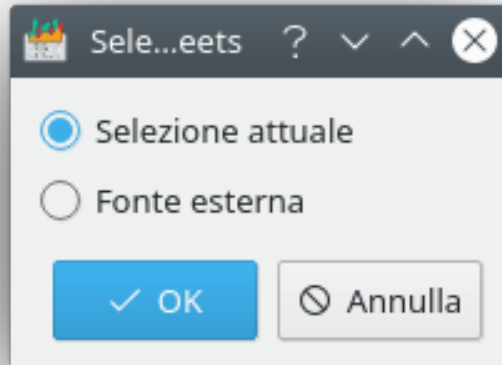 Sele...eets
Selezione attuale
Fonte esterna
OK
Annulla